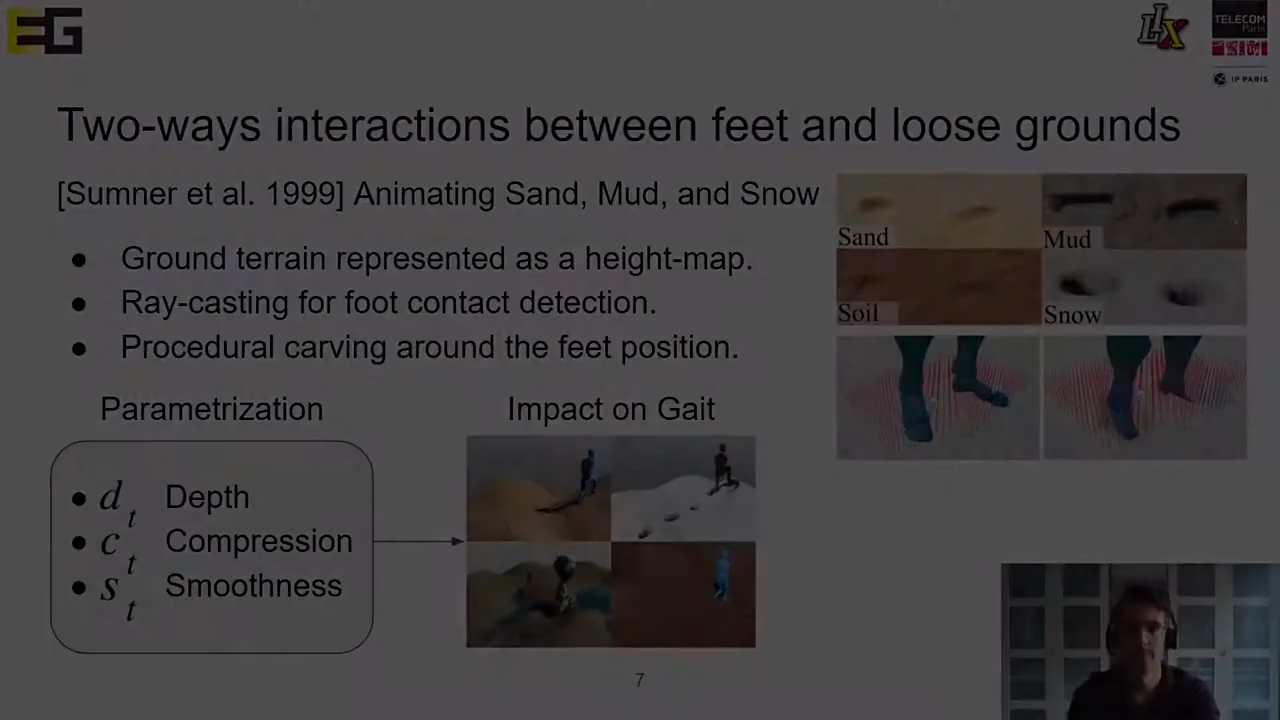 EG
LIX
TELECOM
Paris
IP PARIS
Two-ways interactions between feet and loose grounds
[Sumner et al. 1999] Animating Sand, Mud, and Snow
● Ground terrain represented as a height-map.
● Ray-casting for foot contact detection.
● Procedural carving around the feet position.
Sand
Mud
Soil
Snow
Parametrization
● d t Depth
● c t Compression
● s t Smoothness
Impact on Gait
7